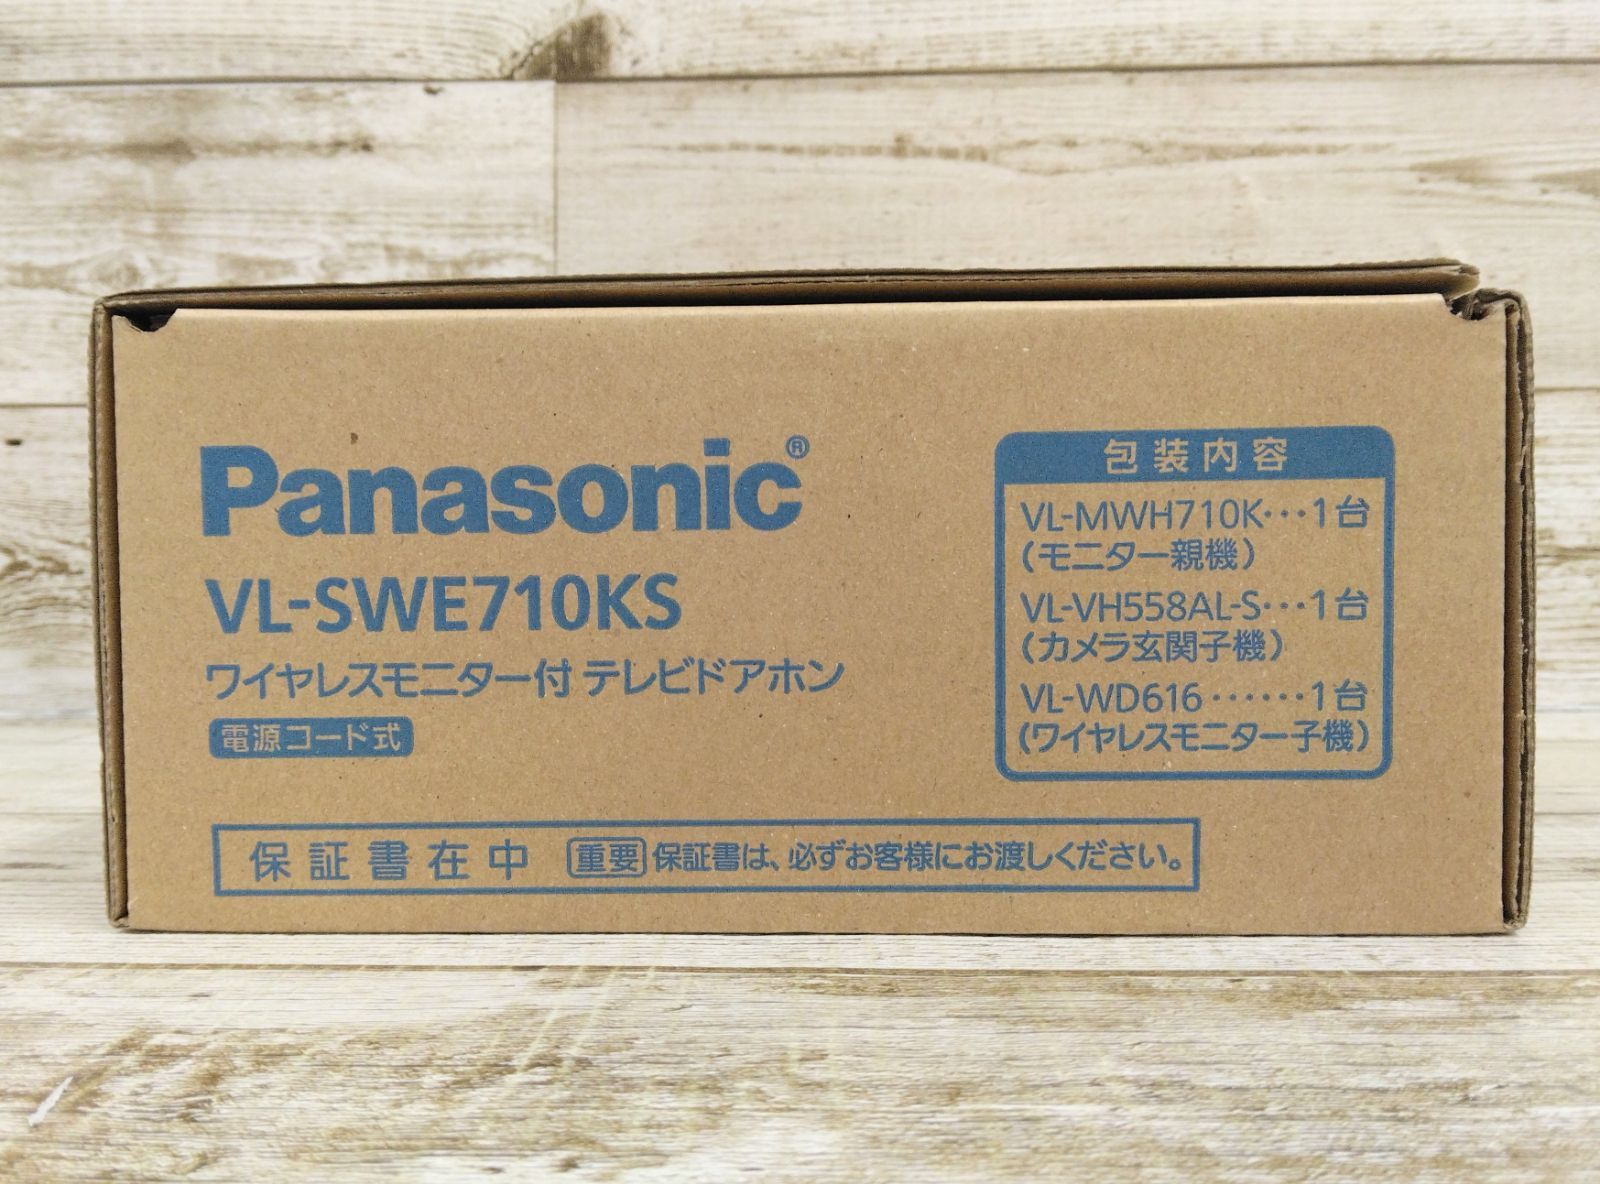 Panasonic®
VL-SWE710KS
ワイヤレスモニター付 テレビドアホン
電源コード式
包装内容
VL-MWH710K･･･1台
(モニター親機)
VL-VH558AL-S･･･1台
(カメラ玄関子機)
VL-WD616･･････1台
(ワイヤレスモニター子機)
保証書在中 重要 保証書は、必ずお客様にお渡しください。